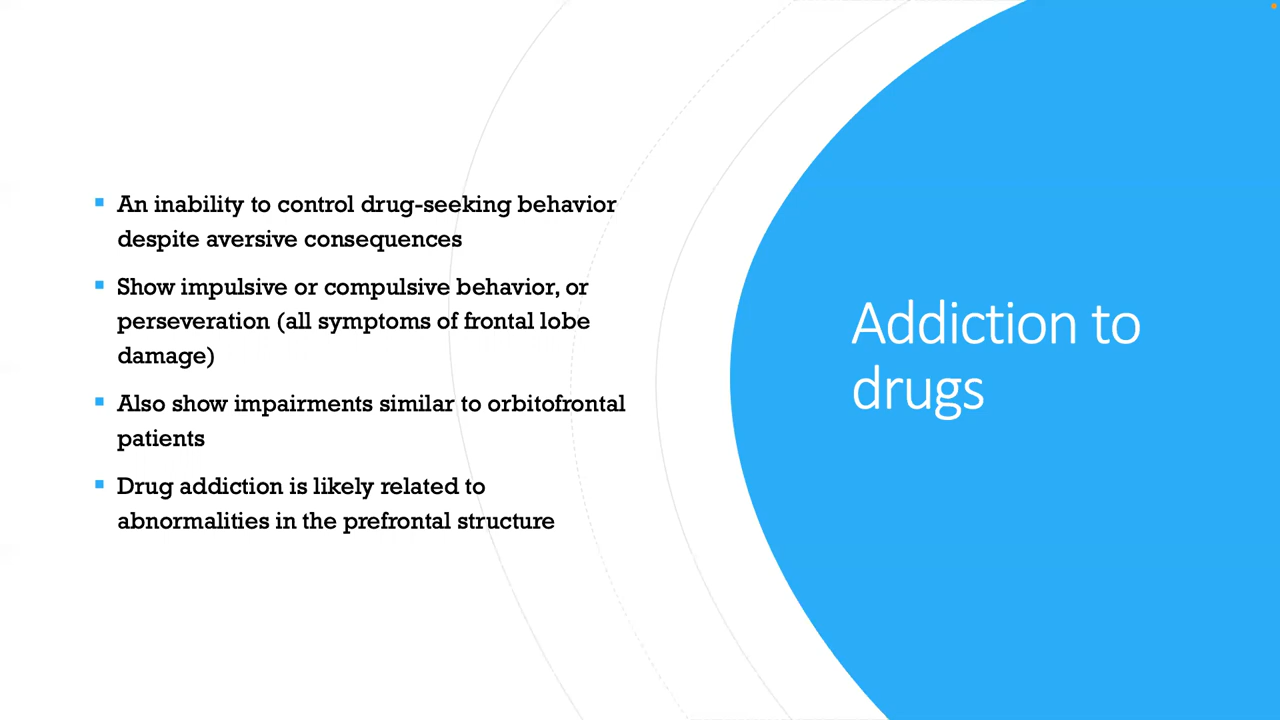 An inability to control drug-seeking behavior
despite aversive consequences
Show impulsive or compulsive behavior, or
perseveration (all symptoms of frontal lobe
damage)
Also show impairments similar to orbitofrontal
patients
Drug addiction is likely related to
abnormalities in the prefrontal structure
Addiction to
drugs